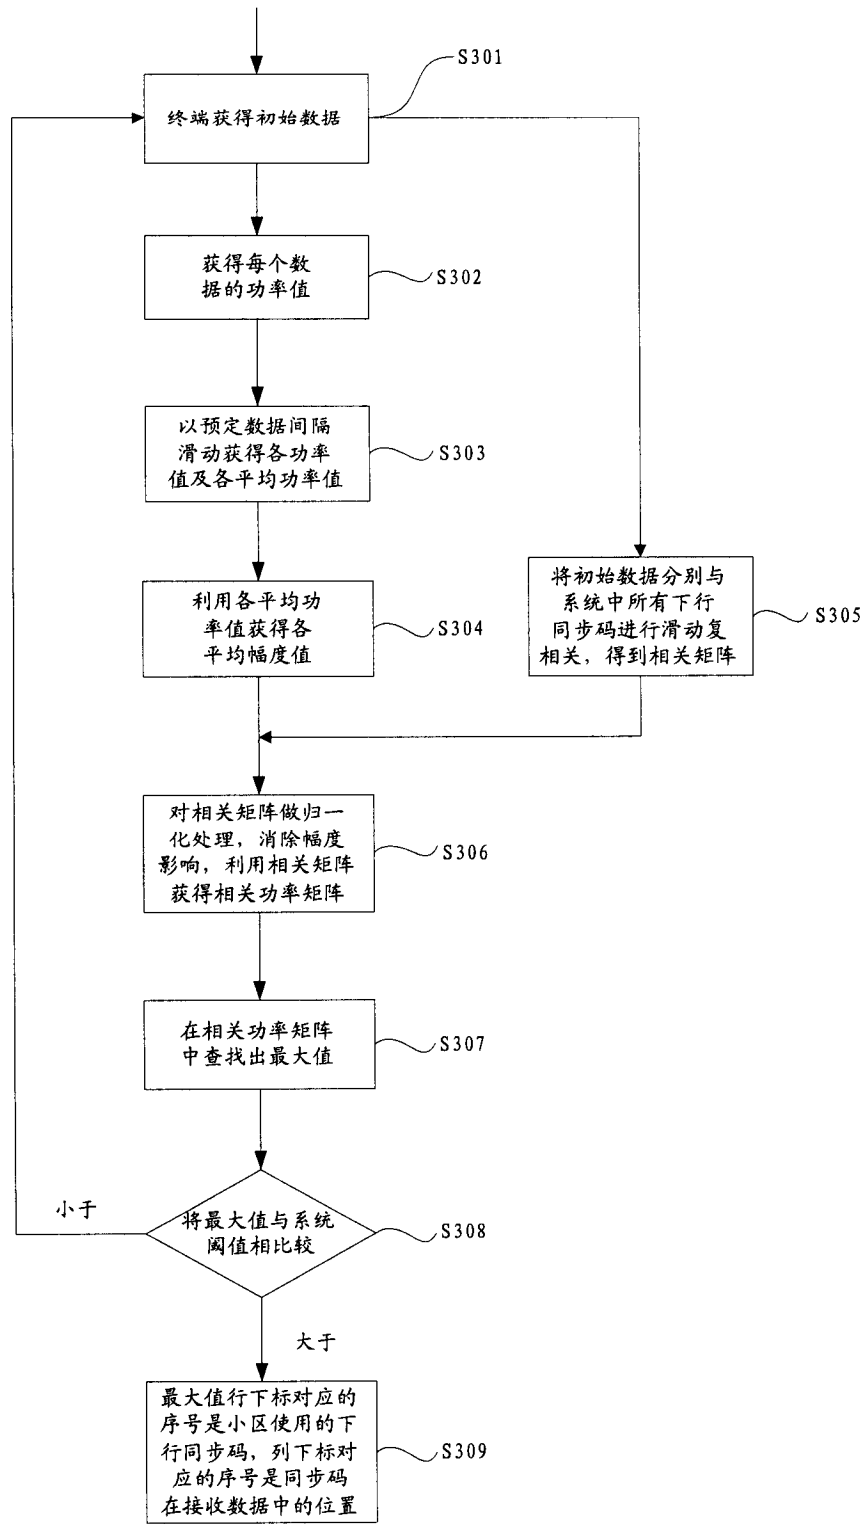 S301
终端获得初始数据
获得每个数
据的功率值
S302
以预定数据间隔
滑动获得各功率
值及各平均功率值
S303
利用各平均功
率值获得各
平均幅度值
S304
将初始数据分别与
系统中所有下行
同步码进行滑动复
相关，得到相关矩阵
S305
对相关矩阵做归一
化处理，消除幅度
影响，利用相关矩阵
获得相关功率矩阵
S306
在相关功率矩阵
中查找出最大值
S307
小于
将最大值与系统
阈值相比较
S308
大于
最大值行下标对应的
序号是小区使用的下
行同步码，列下标对
应的序号是同步码
在接收数据中的位置
S309